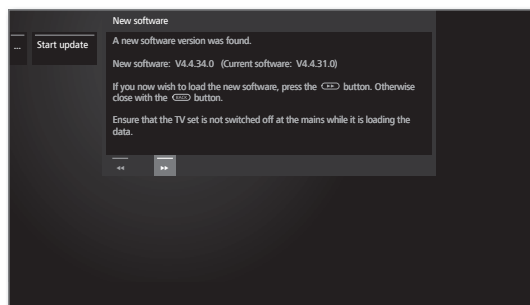 New software
... Start update
A new software version was found.
New software: V4.4.34.0 (Current software: V4.4.31.0)
If you now wish to load the new software, press the ▶▶ button. Otherwise
close with the BACK button.
Ensure that the TV set is not switched off at the mains while it is loading the
data.
◀◀ ▶▶